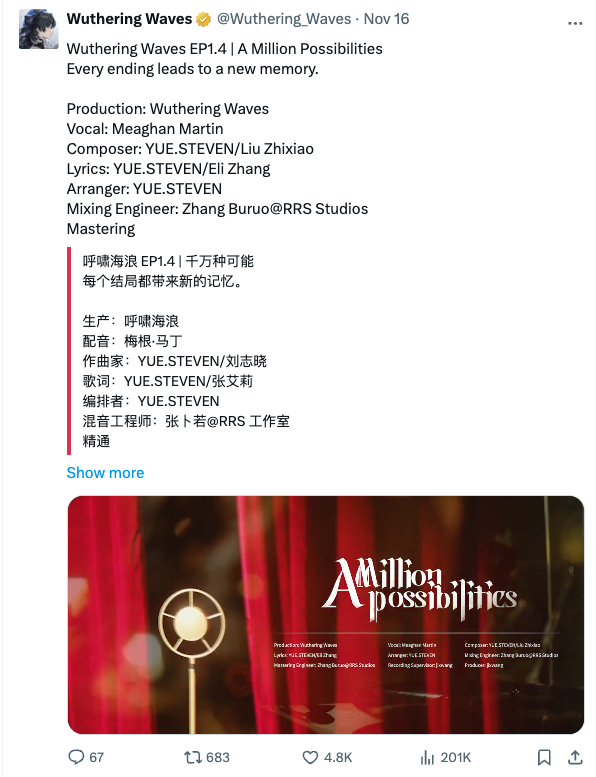 Wuthering Waves @Wuthering_Waves · Nov 16
Wuthering Waves EP1.4 | A Million Possibilities
Every ending leads to a new memory.
Production: Wuthering Waves
Vocal: Meaghan Martin
Composer: YUE.STEVEN/Liu Zhixiao
Lyrics: YUE.STEVEN/Eli Zhang
Arranger: YUE.STEVEN
Mixing Engineer: Zhang Buruo@RRS Studios
Mastering
呼啸海浪 EP1.4 | 千万种可能
每个结局都带来新的记忆。
生产：呼啸海浪
配音：梅根·马丁
作曲家：YUE.STEVEN/刘志晓
歌词：YUE.STEVEN/张艾莉
编排者：YUE.STEVEN
混音工程师：张卜若@RRS 工作室
精通
Show more
A Million
possibilities
Production: Wuthering Waves Vocal: Meaghan Martin Composer: YUE.STEVEN/Liu Zhixiao
Lyrics: YUE.STEVEN/Eli Zhang Arranger: YUE.STEVEN Mixing Engineer: Zhang Buruo@RRS Studios
Mastering Engineer: Zhang Buruo@RRS Studios Recording Supervisor: Jixwang Producer: Jixwang
67 683 4.8K 201K